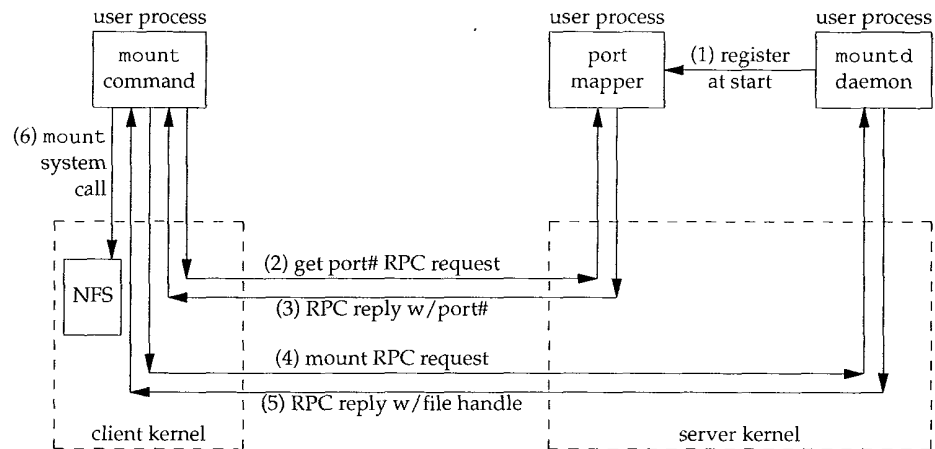 user process
user process
user process
mount
command
port
mapper
(1) register
at start
mountd
daemon
(6) mount
system
call
NFS
(2) get port# RPC request
(3) RPC reply w/port#
(4) mount RPC request
(5) RPC reply w/file handle
client kernel
server kernel